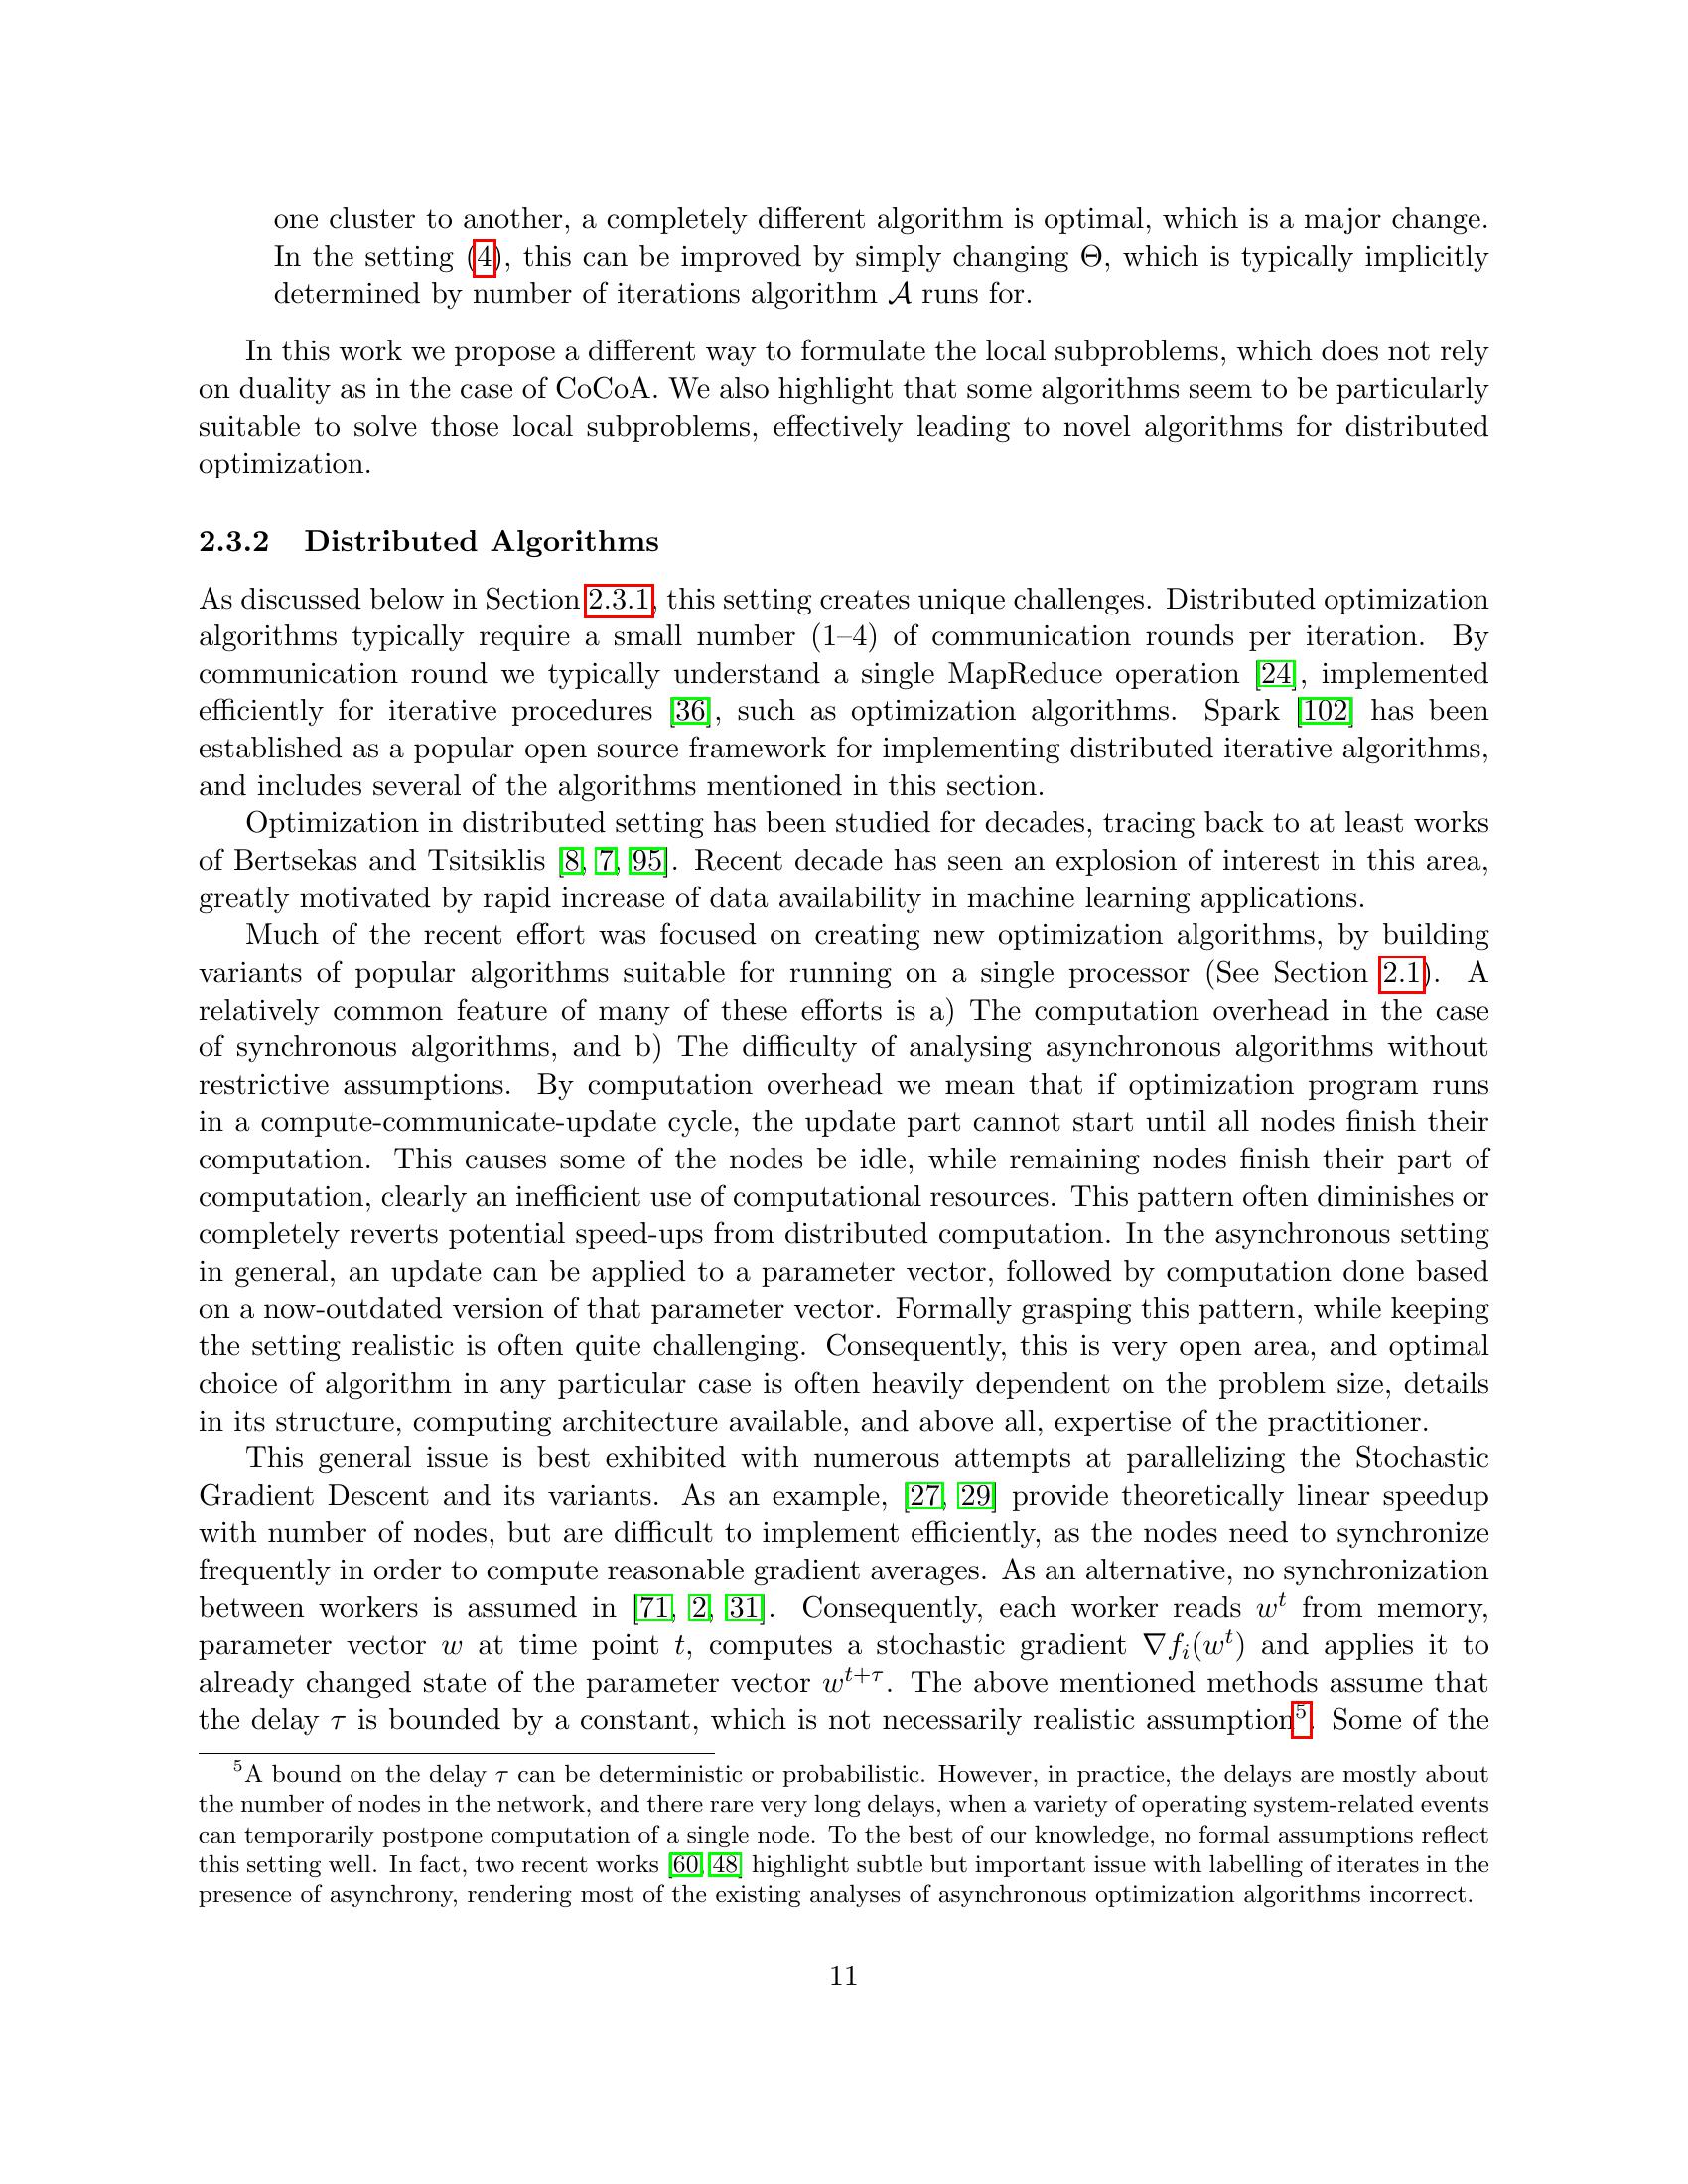 one cluster to another, a completely different algorithm is optimal, which is a major change.
In the setting (4), this can be improved by simply changing Θ, which is typically implicitly
determined by number of iterations algorithm 𝒜 runs for.
In this work we propose a different way to formulate the local subproblems, which does not rely
on duality as in the case of CoCoA. We also highlight that some algorithms seem to be particularly
suitable to solve those local subproblems, effectively leading to novel algorithms for distributed
optimization.
2.3.2 Distributed Algorithms
As discussed below in Section 2.3.1, this setting creates unique challenges. Distributed optimization
algorithms typically require a small number (1–4) of communication rounds per iteration. By
communication round we typically understand a single MapReduce operation [24], implemented
efficiently for iterative procedures [36], such as optimization algorithms. Spark [102] has been
established as a popular open source framework for implementing distributed iterative algorithms,
and includes several of the algorithms mentioned in this section.
Optimization in distributed setting has been studied for decades, tracing back to at least works
of Bertsekas and Tsitsiklis [8, 7, 95]. Recent decade has seen an explosion of interest in this area,
greatly motivated by rapid increase of data availability in machine learning applications.
Much of the recent effort was focused on creating new optimization algorithms, by building
variants of popular algorithms suitable for running on a single processor (See Section 2.1). A
relatively common feature of many of these efforts is a) The computation overhead in the case
of synchronous algorithms, and b) The difficulty of analysing asynchronous algorithms without
restrictive assumptions. By computation overhead we mean that if optimization program runs
in a compute-communicate-update cycle, the update part cannot start until all nodes finish their
computation. This causes some of the nodes be idle, while remaining nodes finish their part of
computation, clearly an inefficient use of computational resources. This pattern often diminishes or
completely reverts potential speed-ups from distributed computation. In the asynchronous setting
in general, an update can be applied to a parameter vector, followed by computation done based
on a now-outdated version of that parameter vector. Formally grasping this pattern, while keeping
the setting realistic is often quite challenging. Consequently, this is very open area, and optimal
choice of algorithm in any particular case is often heavily dependent on the problem size, details
in its structure, computing architecture available, and above all, expertise of the practitioner.
This general issue is best exhibited with numerous attempts at parallelizing the Stochastic
Gradient Descent and its variants. As an example, [27, 29] provide theoretically linear speedup
with number of nodes, but are difficult to implement efficiently, as the nodes need to synchronize
frequently in order to compute reasonable gradient averages. As an alternative, no synchronization
between workers is assumed in [71, 2, 31]. Consequently, each worker reads w^t from memory,
parameter vector w at time point t, computes a stochastic gradient ∇f_i(w^t) and applies it to
already changed state of the parameter vector w^{t+τ}. The above mentioned methods assume that
the delay τ is bounded by a constant, which is not necessarily realistic assumption⁵. Some of the
⁵A bound on the delay τ can be deterministic or probabilistic. However, in practice, the delays are mostly about
the number of nodes in the network, and there rare very long delays, when a variety of operating system-related events
can temporarily postpone computation of a single node. To the best of our knowledge, no formal assumptions reflect
this setting well. In fact, two recent works [60, 48] highlight subtle but important issue with labelling of iterates in the
presence of asynchrony, rendering most of the existing analyses of asynchronous optimization algorithms incorrect.
11